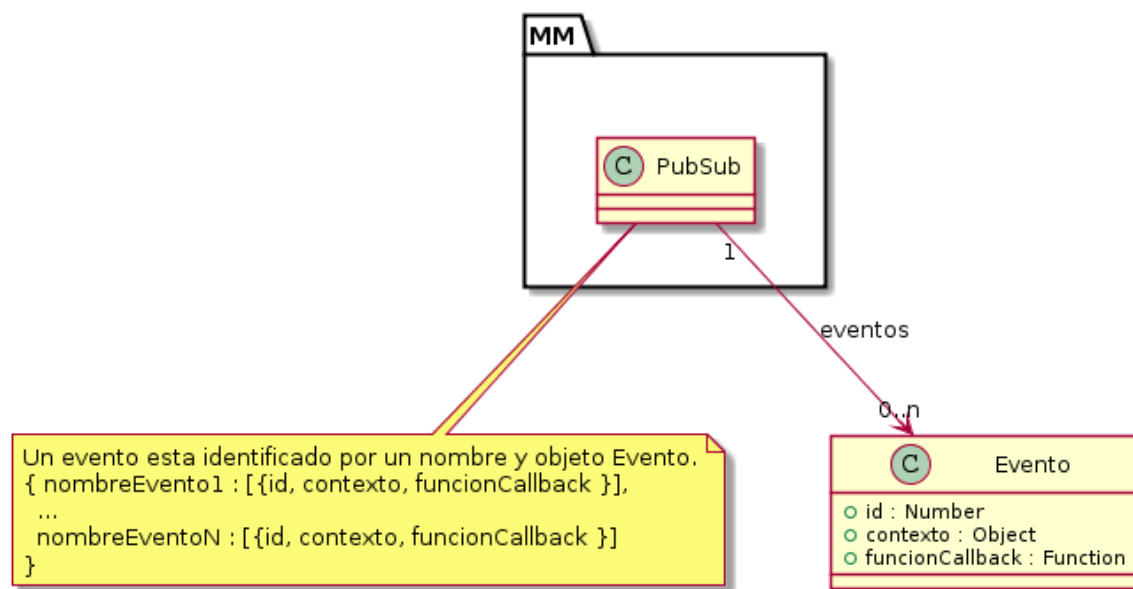 MM
C PubSub
1
eventos
0..n
Un evento esta identificado por un nombre y objeto Evento.
{ nombreEvento1 : [{id, contexto, funcionCallback }],
...
nombreEventoN : [{id, contexto, funcionCallback }]
}
C Evento
id : Number
contexto : Object
funcionCallback : Function